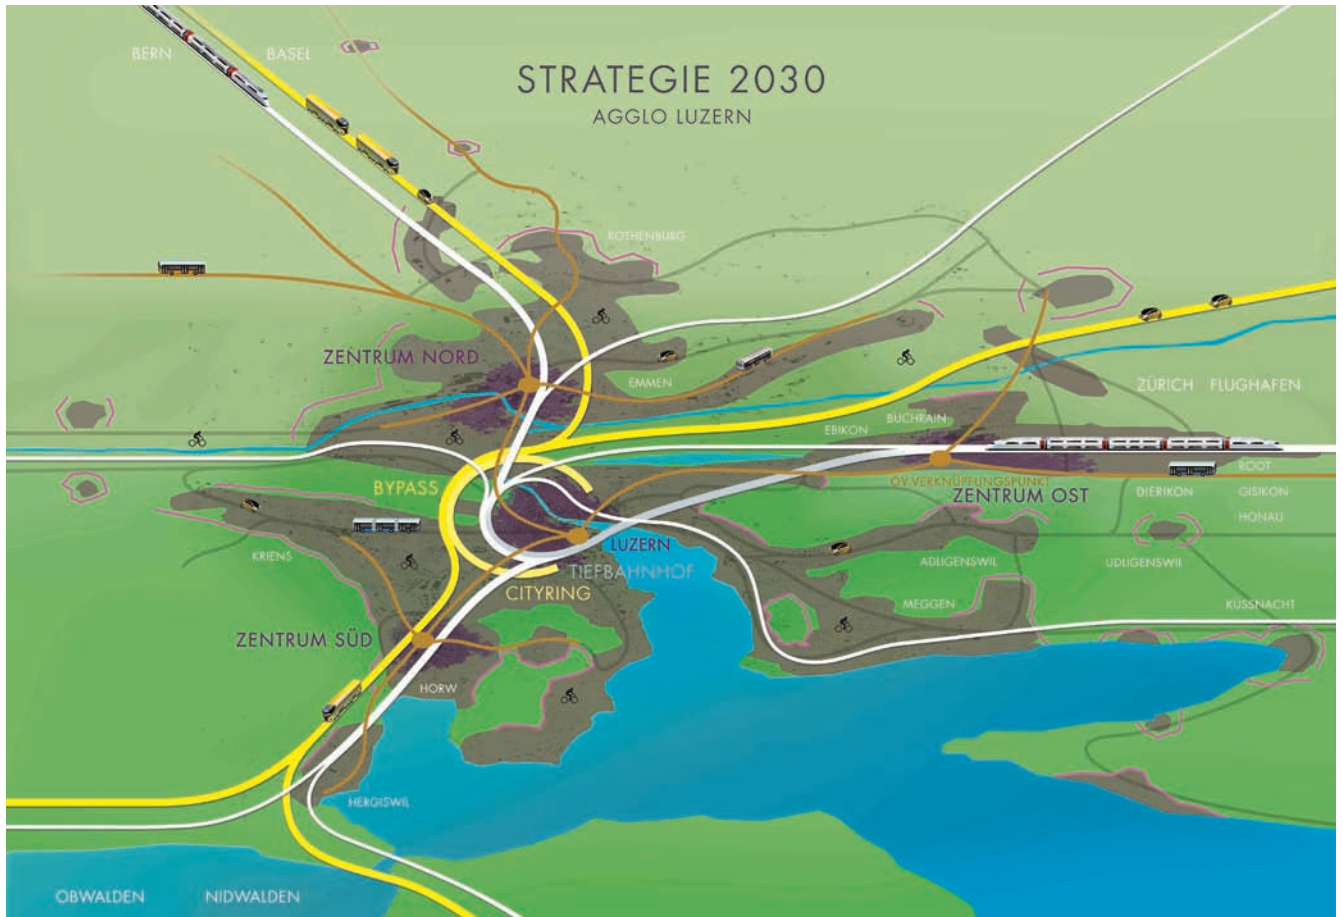 BERN BASEL
STRATEGIE 2030
AGGLO LUZERN
ROTHENBURG
ZENTRUM NORD
EMMEN
ZÜRICH FLUGHAFEN
BUCHRAIN
EBIKON
BYPASS
ROOT
ÖV-VERKNÜPFUNGSPUNKT
ZENTRUM OST
DIERIKON
GISIKON
HONAU
LUZERN
KRIENS
TIEFBAHNHOF
ADLIGENSWIL
UDLIGENSWIL
CITYRING
MEGGEN
KÜSSNACHT
ZENTRUM SÜD
HORW
HERGISWIL
OBWALDEN NIDWALDEN